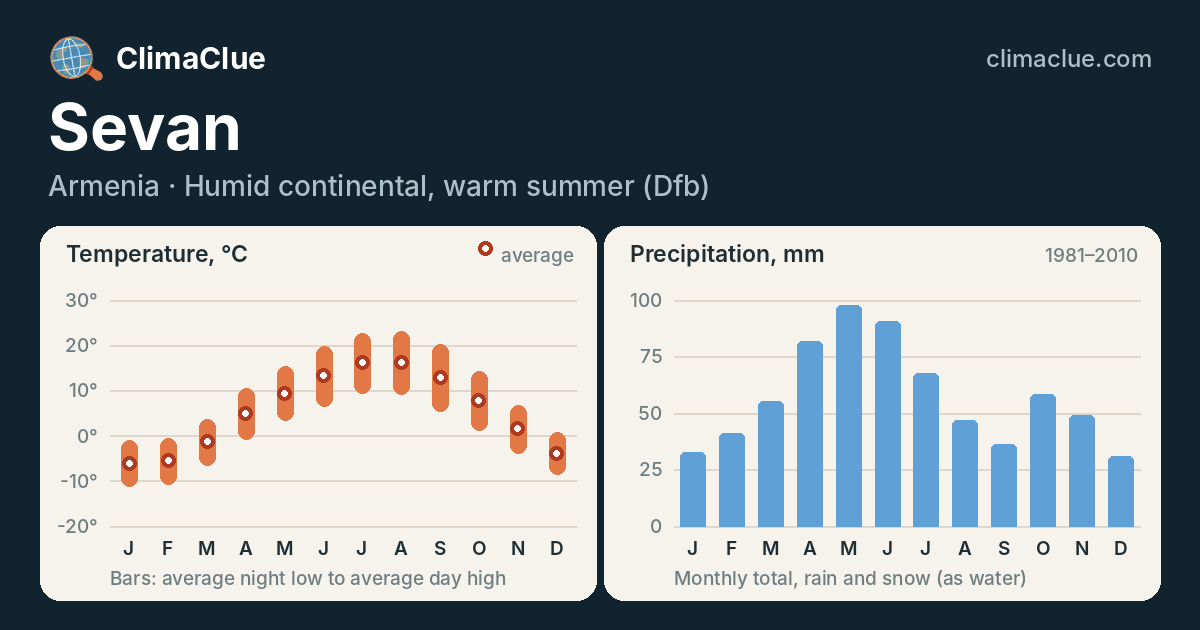 ClimaClue
climaclue.com
Sevan
Armenia · Humid continental, warm summer (Dfb)
Temperature, °C
average
30°
20°
10°
0°
-10°
-20°
J F M A M J J A S O N D
Bars: average night low to average day high
Precipitation, mm
1981–2010
100
75
50
25
0
J F M A M J J A S O N D
Monthly total, rain and snow (as water)